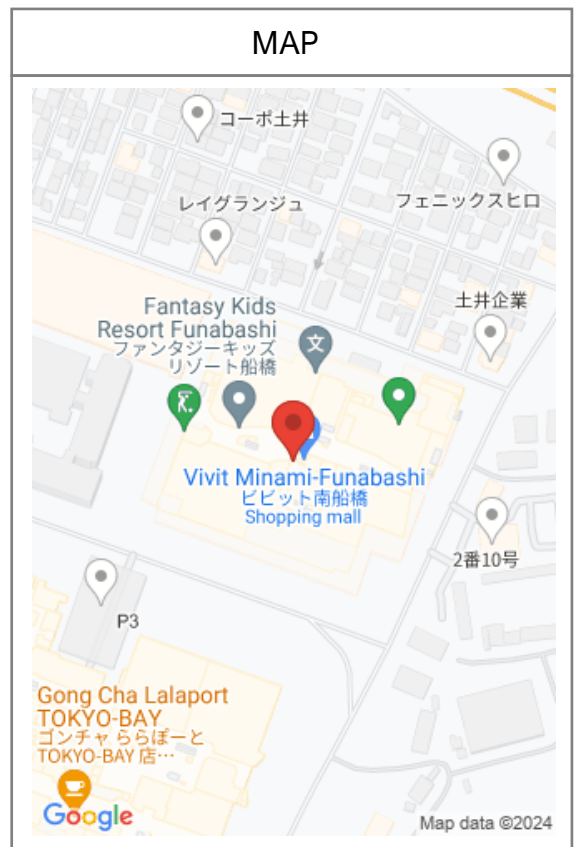 MAP
コーポ土井
レイグランジュ
フェニックスヒロ
土井企業
Fantasy Kids
Resort Funabashi
ファンタジーキッズ
リゾート船橋
文
Vivit Minami-Funabashi
ビビット南船橋
Shopping mall
2番10号
P3
Gong Cha Lalaport
TOKYO-BAY
ゴンチャ ららぽーと
TOKYO-BAY 店…
Google
Map data ©2024